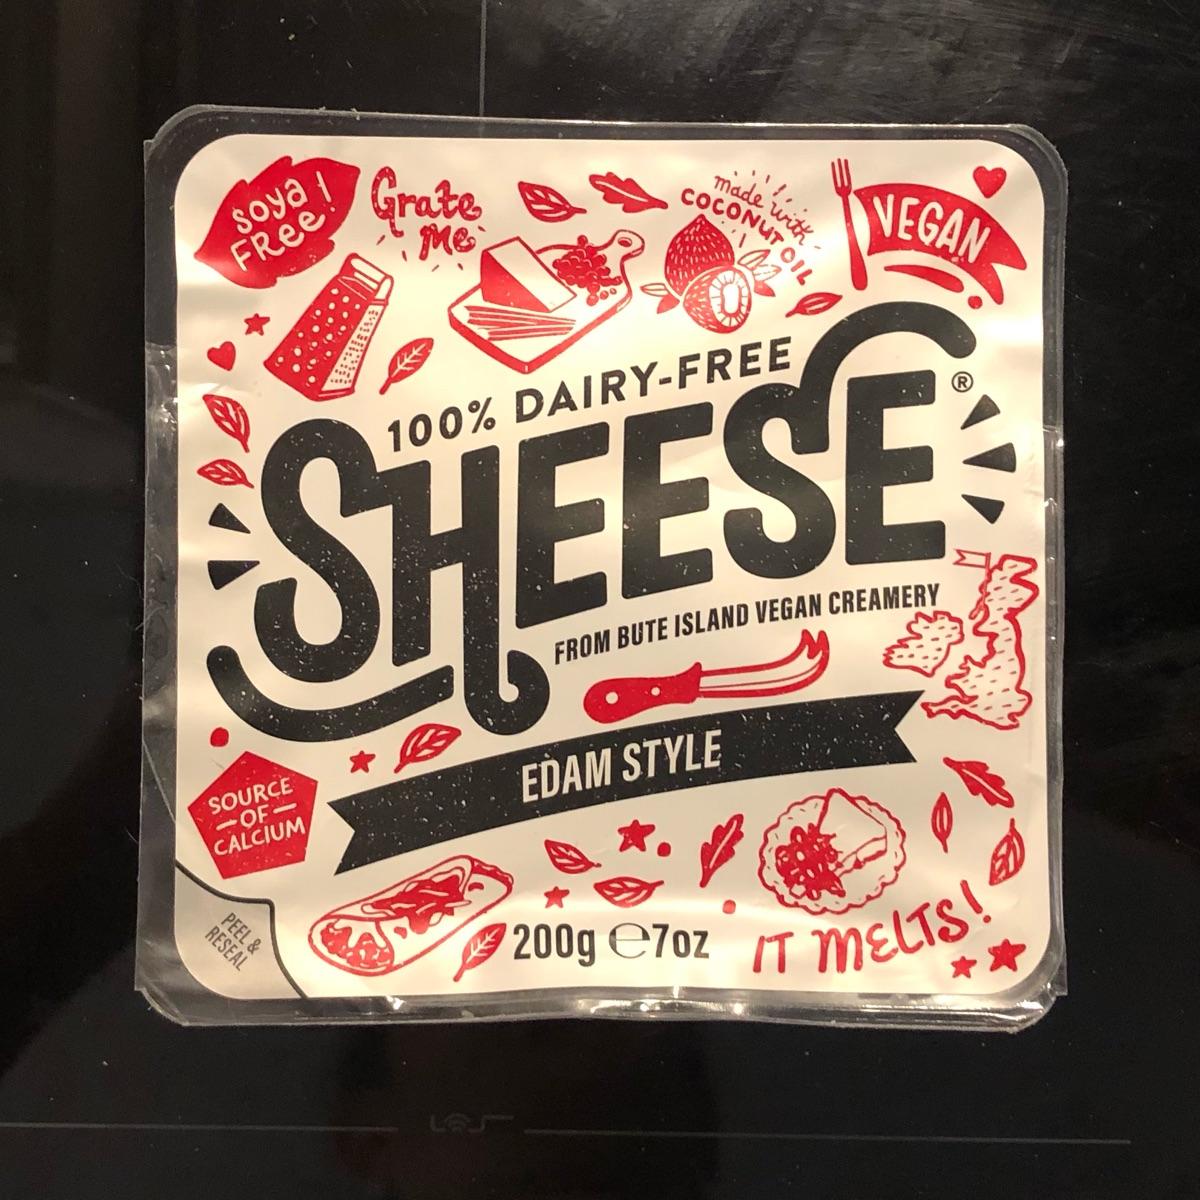 soya
FRee!
Grate
Me
made with
COCONUT OIL
VEGAN
100% DAIRY-FREE
SHEESE®
FROM BUTE ISLAND VEGAN CREAMERY
EDAM STYLE
SOURCE
—OF—
CALCIUM
PEEL &
RESEAL
200g ℮7oz
IT MELTS!